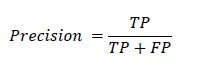 Precision = TP / TP + FP